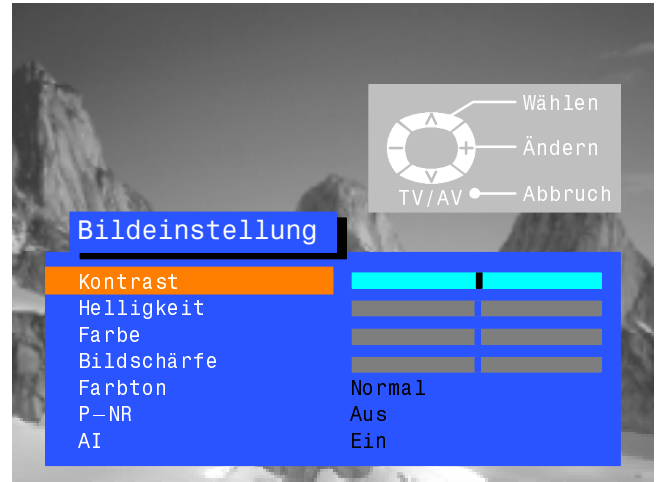 Wählen
Ändern
TV/AV Abbruch
Bildeinstellung
Kontrast
Helligkeit
Farbe
Bildschärfe
Farbton Normal
P–NR Aus
AI Ein